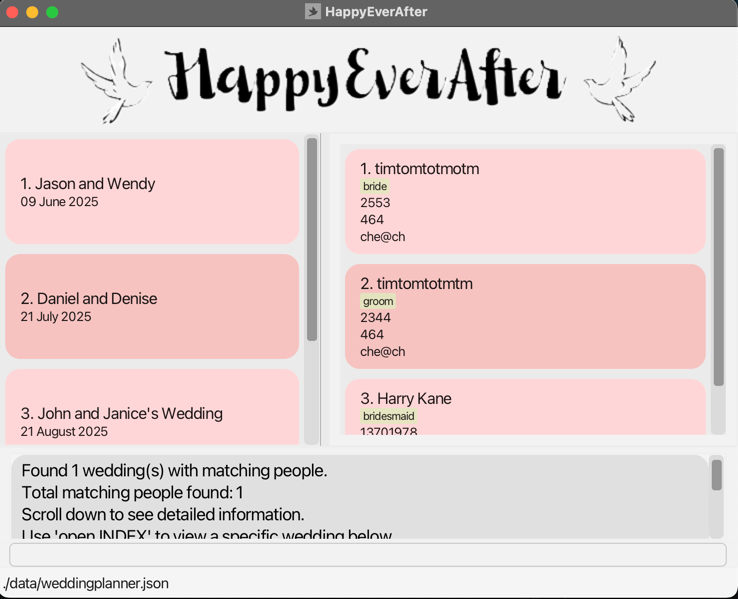 HappyEverAfter
HappyEverAfter
1. Jason and Wendy
09 June 2025
2. Daniel and Denise
21 July 2025
3. John and Janice's Wedding
21 August 2025
1. timtomtotmotm
bride
2553
464
che@ch
2. timtomtotmtm
groom
2344
464
che@ch
3. Harry Kane
bridesmaid
13701978
Found 1 wedding(s) with matching people.
Total matching people found: 1
Scroll down to see detailed information.
Use 'open INDEX' to view a specific wedding below
./data/weddingplanner.json